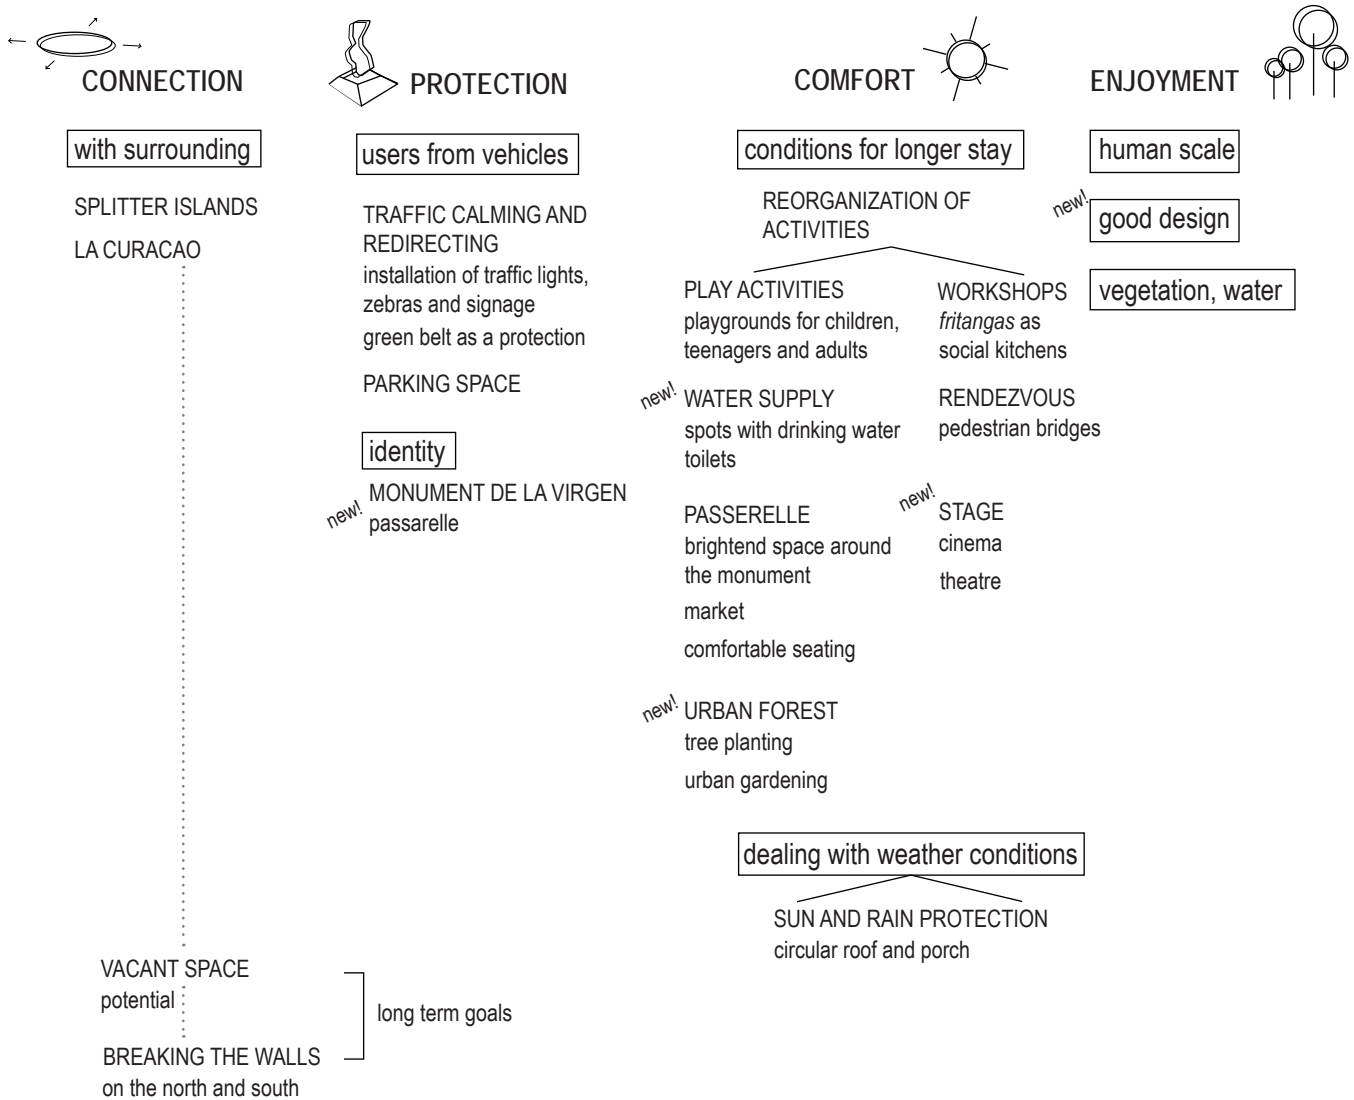 CONNECTION
with surrounding
SPLITTER ISLANDS
LA CURACAO
VACANT SPACE
potential
BREAKING THE WALLS
on the north and south
long term goals
PROTECTION
users from vehicles
TRAFFIC CALMING AND
REDIRECTING
installation of traffic lights,
zebras and signage
green belt as a protection
PARKING SPACE
identity
new!
MONUMENT DE LA VIRGEN
passarelle
COMFORT
conditions for longer stay
REORGANIZATION OF
ACTIVITIES
PLAY ACTIVITIES
playgrounds for children,
teenagers and adults
new!
WATER SUPPLY
spots with drinking water
toilets
PASSERELLE
brightend space around
the monument
market
comfortable seating
new!
URBAN FOREST
tree planting
urban gardening
WORKSHOPS
fritangas as
social kitchens
RENDEZVOUS
pedestrian bridges
new!
STAGE
cinema
theatre
dealing with weather conditions
SUN AND RAIN PROTECTION
circular roof and porch
ENJOYMENT
human scale
new!
good design
vegetation, water